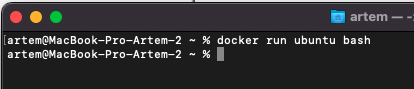 artem — -
[artem@MacBook-Pro-Artem-2 ~ % docker run ubuntu bash
artem@MacBook-Pro-Artem-2 ~ %